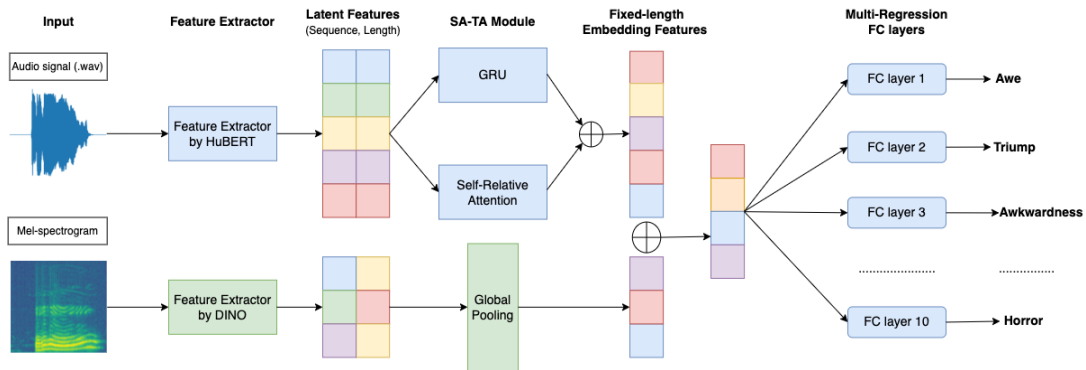 Input
Feature Extractor
Latent Features
(Sequence, Length)
SA-TA Module
Fixed-length
Embedding Features
Multi-Regression
FC layers
Audio signal (.wav)
Feature Extractor
by HuBERT
GRU
Self-Relative
Attention
FC layer 1
Awe
FC layer 2
Triump
FC layer 3
Awkwardness
Mel-spectrogram
Feature Extractor
by DINO
Global
Pooling
FC layer 10
Horror